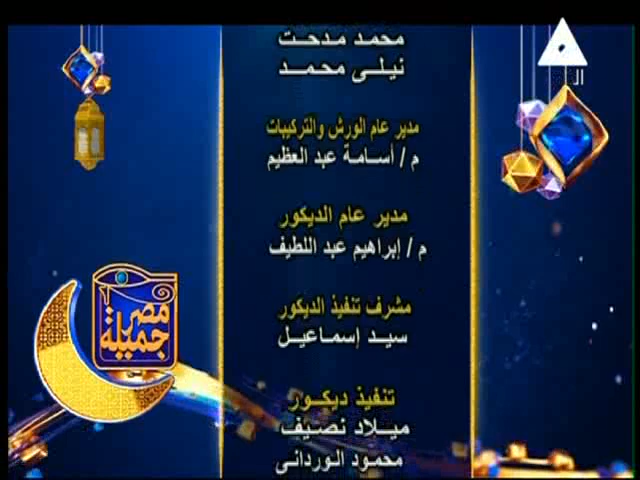 محمد مدحت
نيلى محمد
مدير عام الورش والتركيبات
م / أسامة عبد العظيم
مدير عام الديكور
م / إبراهيم عبد اللطيف
مشرف تنفيذ الديكور
سيد إسماعيل
تنفيذ ديكور
ميلاد نصيف
محمود الوردانى
مصر
جميلة